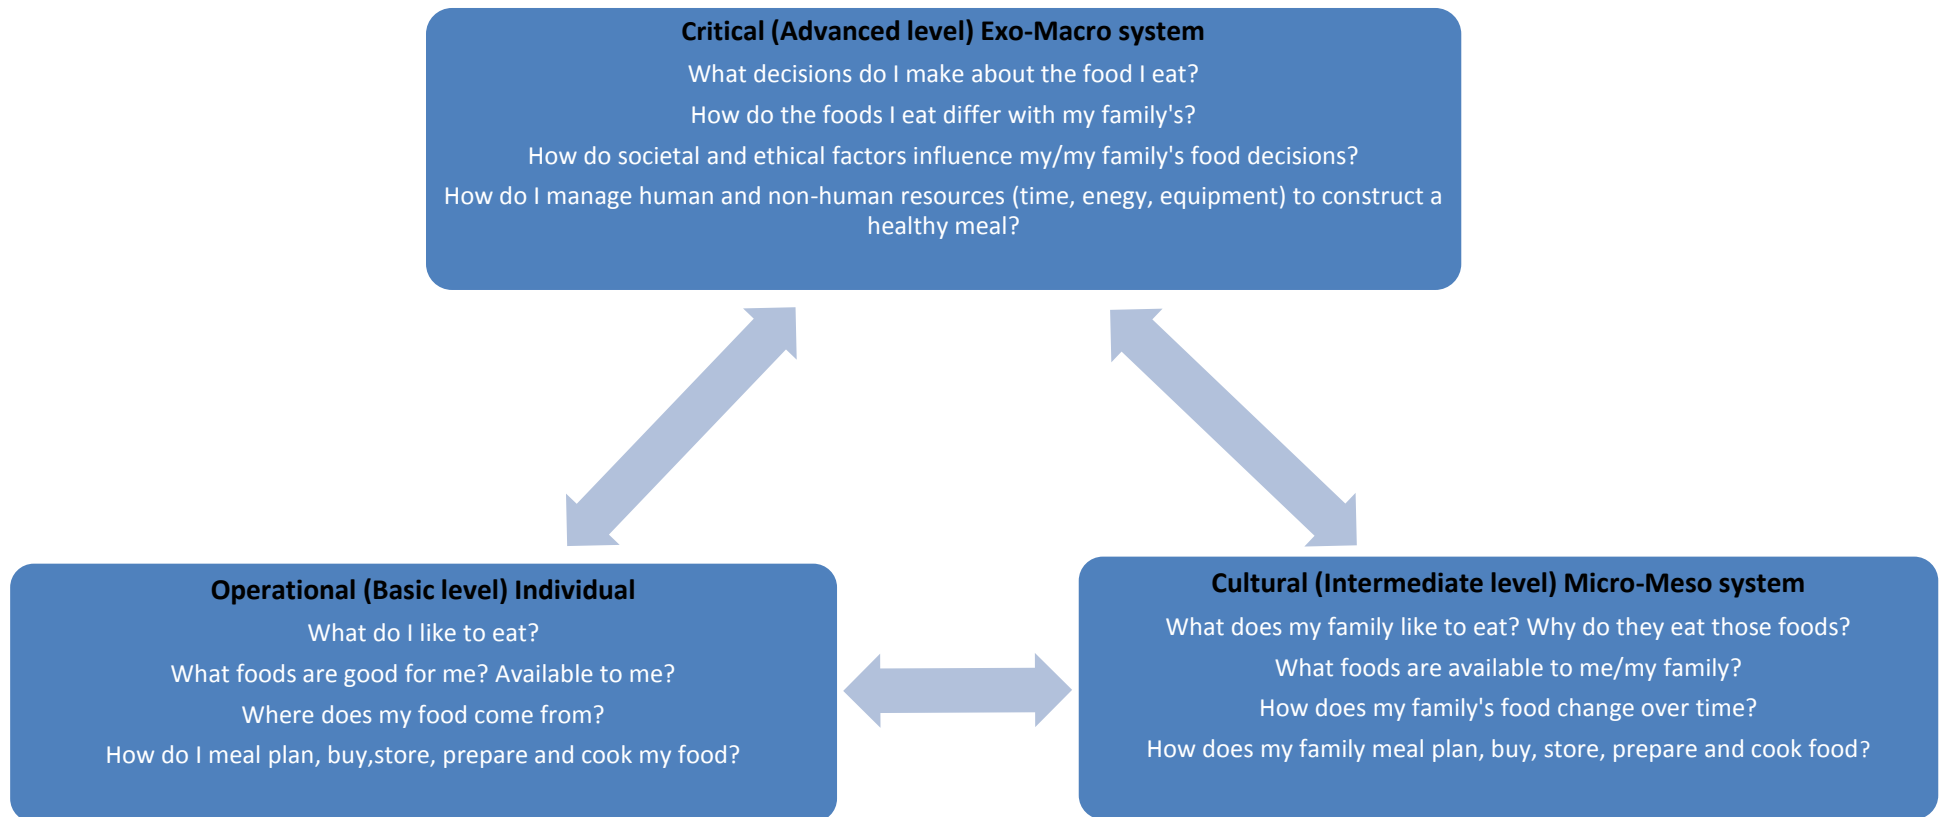 Critical (Advanced level) Exo-Macro system
What decisions do I make about the food I eat?
How do the foods I eat differ with my family's?
How do societal and ethical factors influence my/my family's food decisions?
How do I manage human and non-human resources (time, enegy, equipment) to construct a
healthy meal?
Operational (Basic level) Individual
What do I like to eat?
What foods are good for me? Available to me?
Where does my food come from?
How do I meal plan, buy,store, prepare and cook my food?
Cultural (Intermediate level) Micro-Meso system
What does my family like to eat? Why do they eat those foods?
What foods are available to me/my family?
How does my family's food change over time?
How does my family meal plan, buy, store, prepare and cook food?